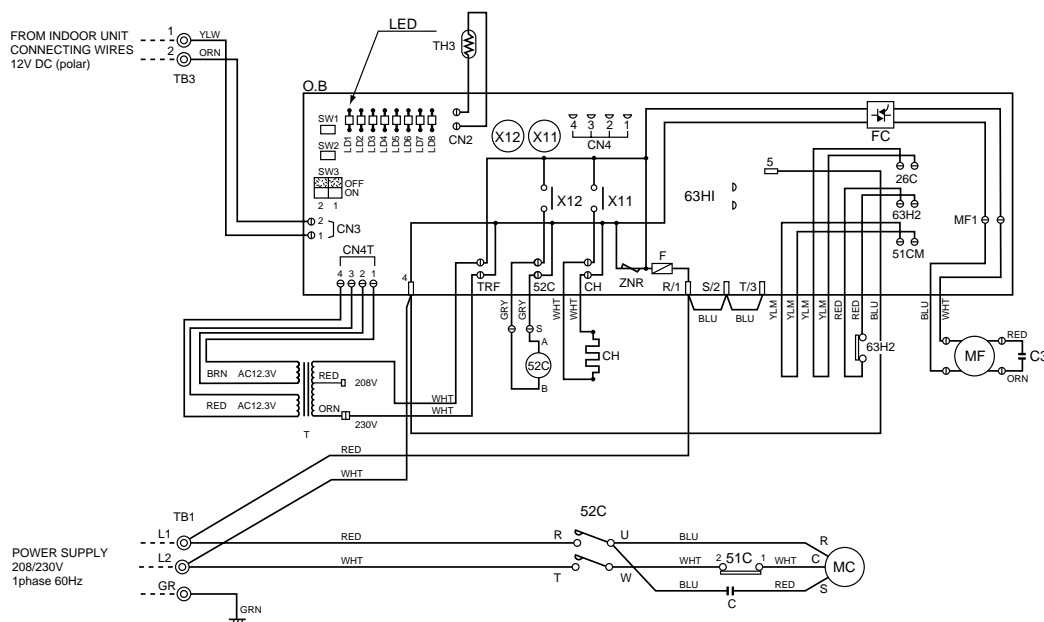 FROM INDOOR UNIT
CONNECTING WIRES
12V DC (polar)
1
YLW
2
ORN
TB3
LED
TH3
O.B
SW1
SW2
SW3
OFF
ON
2 1
LD1
LD2
LD3
LD4
LD5
LD6
LD7
LD8
CN2
X12
X11
4 3 2 1
CN4
FC
5
26C
63HI
63H2
51CM
MF1
X12
X11
2
1
CN3
CN4T
4 3 2 1
4
TRF
52C
CH
ZNR
F
R/1
S/2
T/3
BLU
BLU
GRY
GRY
WHT
WHT
YLM
YLM
YLM
YLM
RED
RED
BLU
BLU
WHT
S
A
52C
B
CH
63H2
MF
RED
ORN
C3
BRN
AC12.3V
RED
AC12.3V
RED
208V
ORN
230V
T
WHT
WHT
RED
WHT
TB1
L1
L2
GR
GRN
POWER SUPPLY
208/230V
1phase 60Hz
RED
WHT
52C
R
U
T
W
BLU
WHT
2
51C
1
WHT
BLU
C
RED
R
C
S
MC